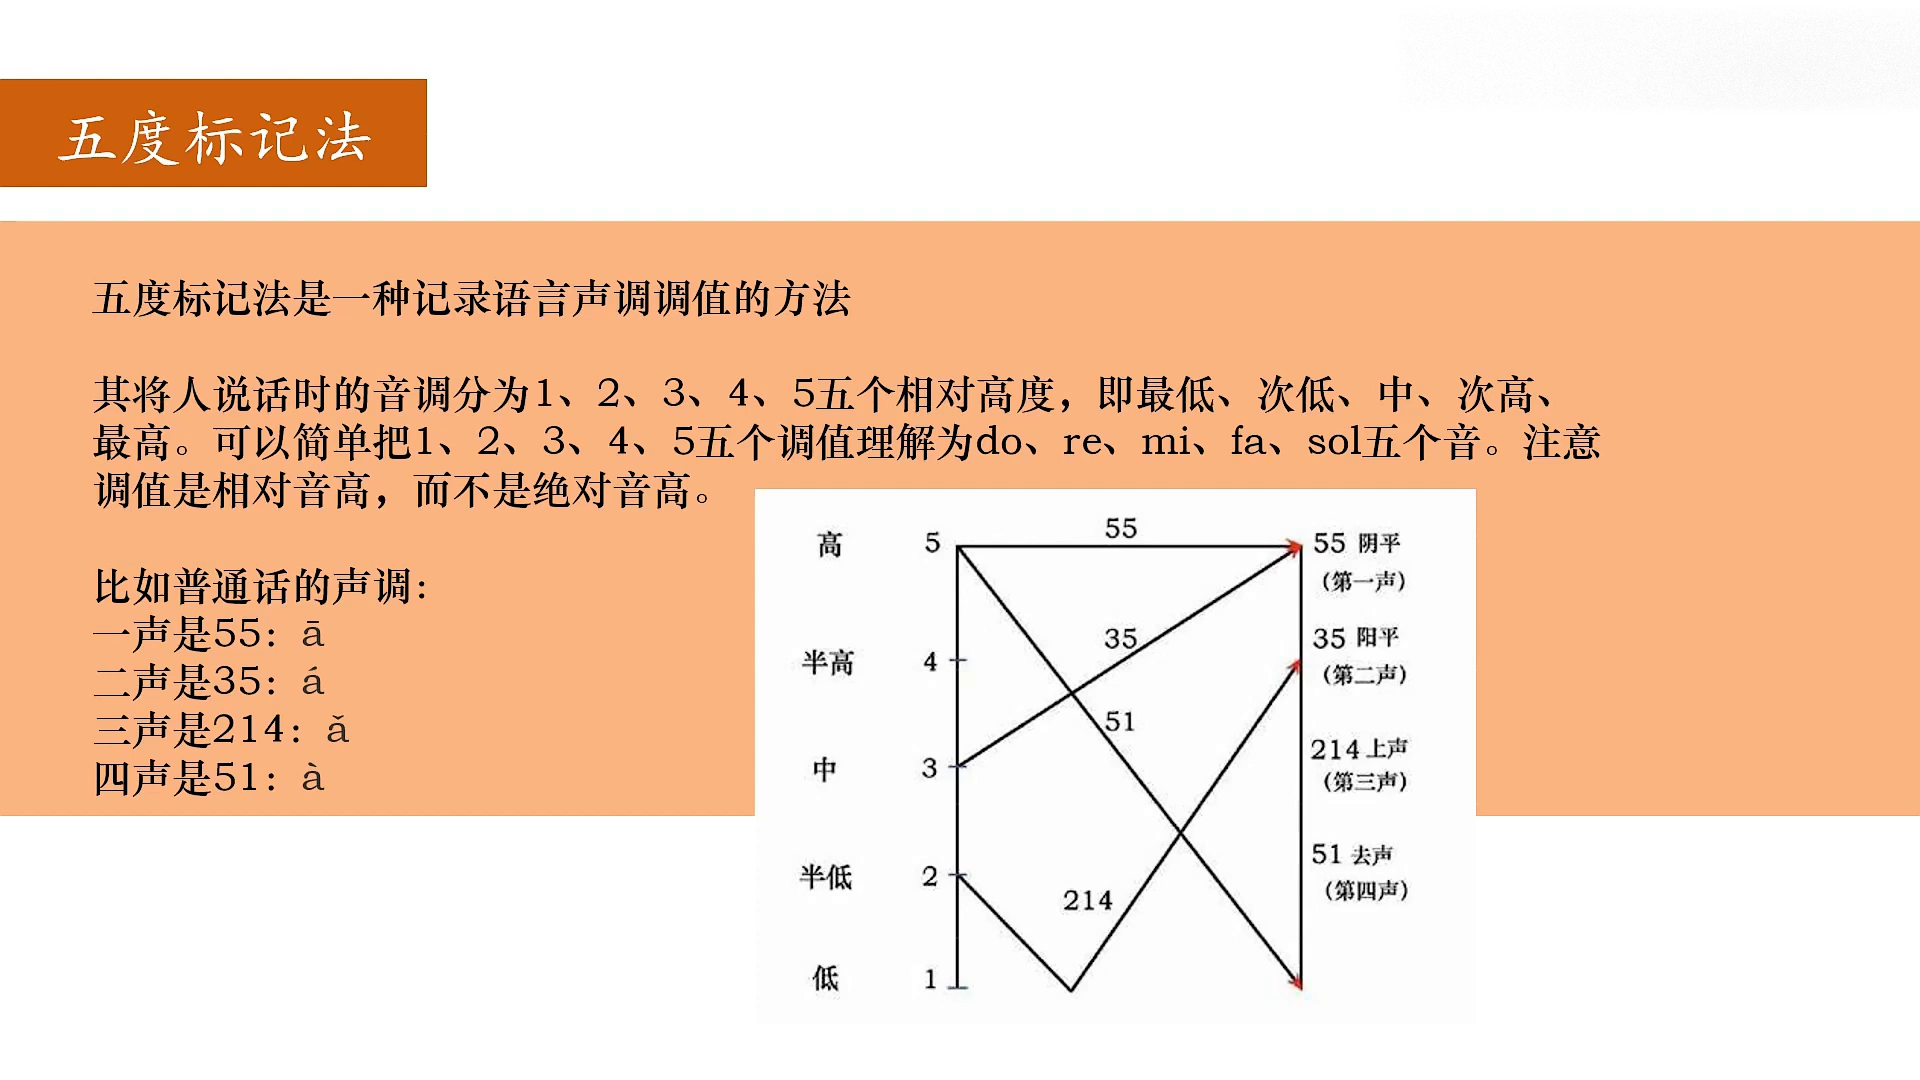 五度标记法
五度标记法是一种记录语言声调调值的方法
其将人说话时的音调分为1、2、3、4、5五个相对高度，即最低、次低、中、次高、
最高。可以简单把1、2、3、4、5五个调值理解为do、re、mi、fa、sol五个音。注意
调值是相对音高，而不是绝对音高。
比如普通话的声调：
一声是55：ā
二声是35：á
三声是214：ǎ
四声是51：à
高 5 55 55 阴平
（第一声）
半高 4 35 35 阳平
（第二声）
中 3 51 214 上声
（第三声）
半低 2 214 51 去声
（第四声）
低 1